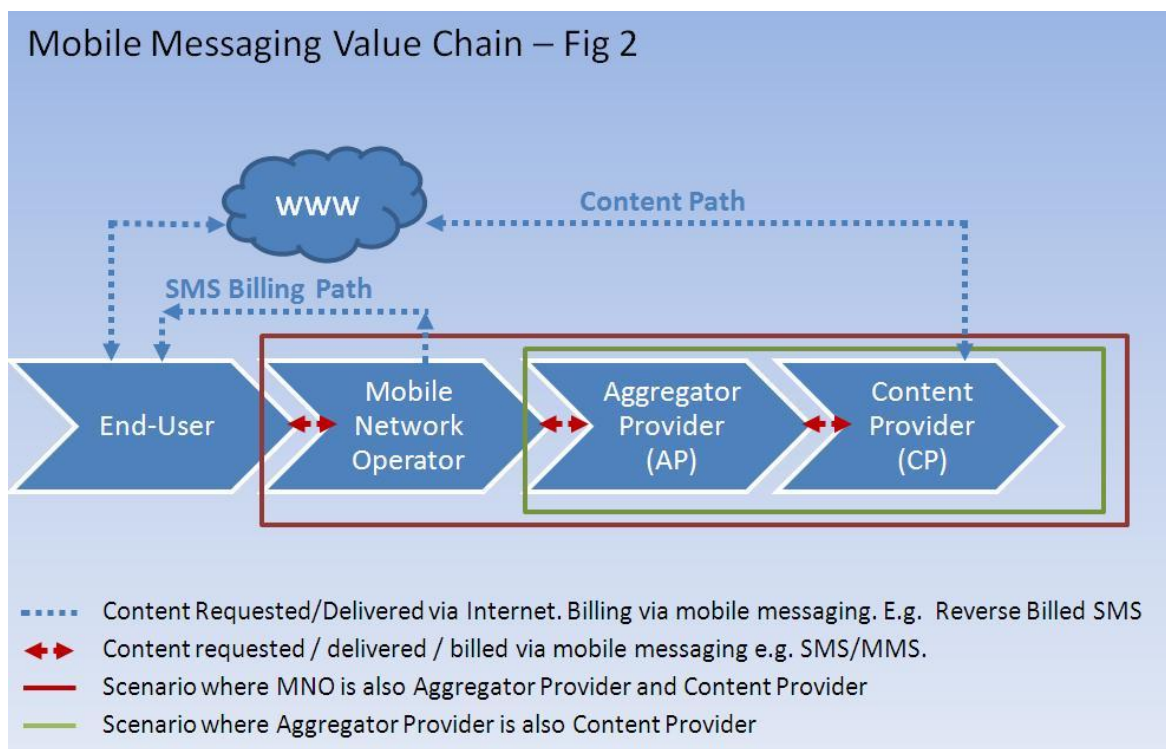 Mobile Messaging Value Chain – Fig 2
WWW
Content Path
SMS Billing Path
End-User
Mobile
Network
Operator
Aggregator
Provider
(AP)
Content
Provider
(CP)
Content Requested/Delivered via Internet. Billing via mobile messaging. E.g. Reverse Billed SMS
Content requested / delivered / billed via mobile messaging e.g. SMS/MMS.
Scenario where MNO is also Aggregator Provider and Content Provider
Scenario where Aggregator Provider is also Content Provider